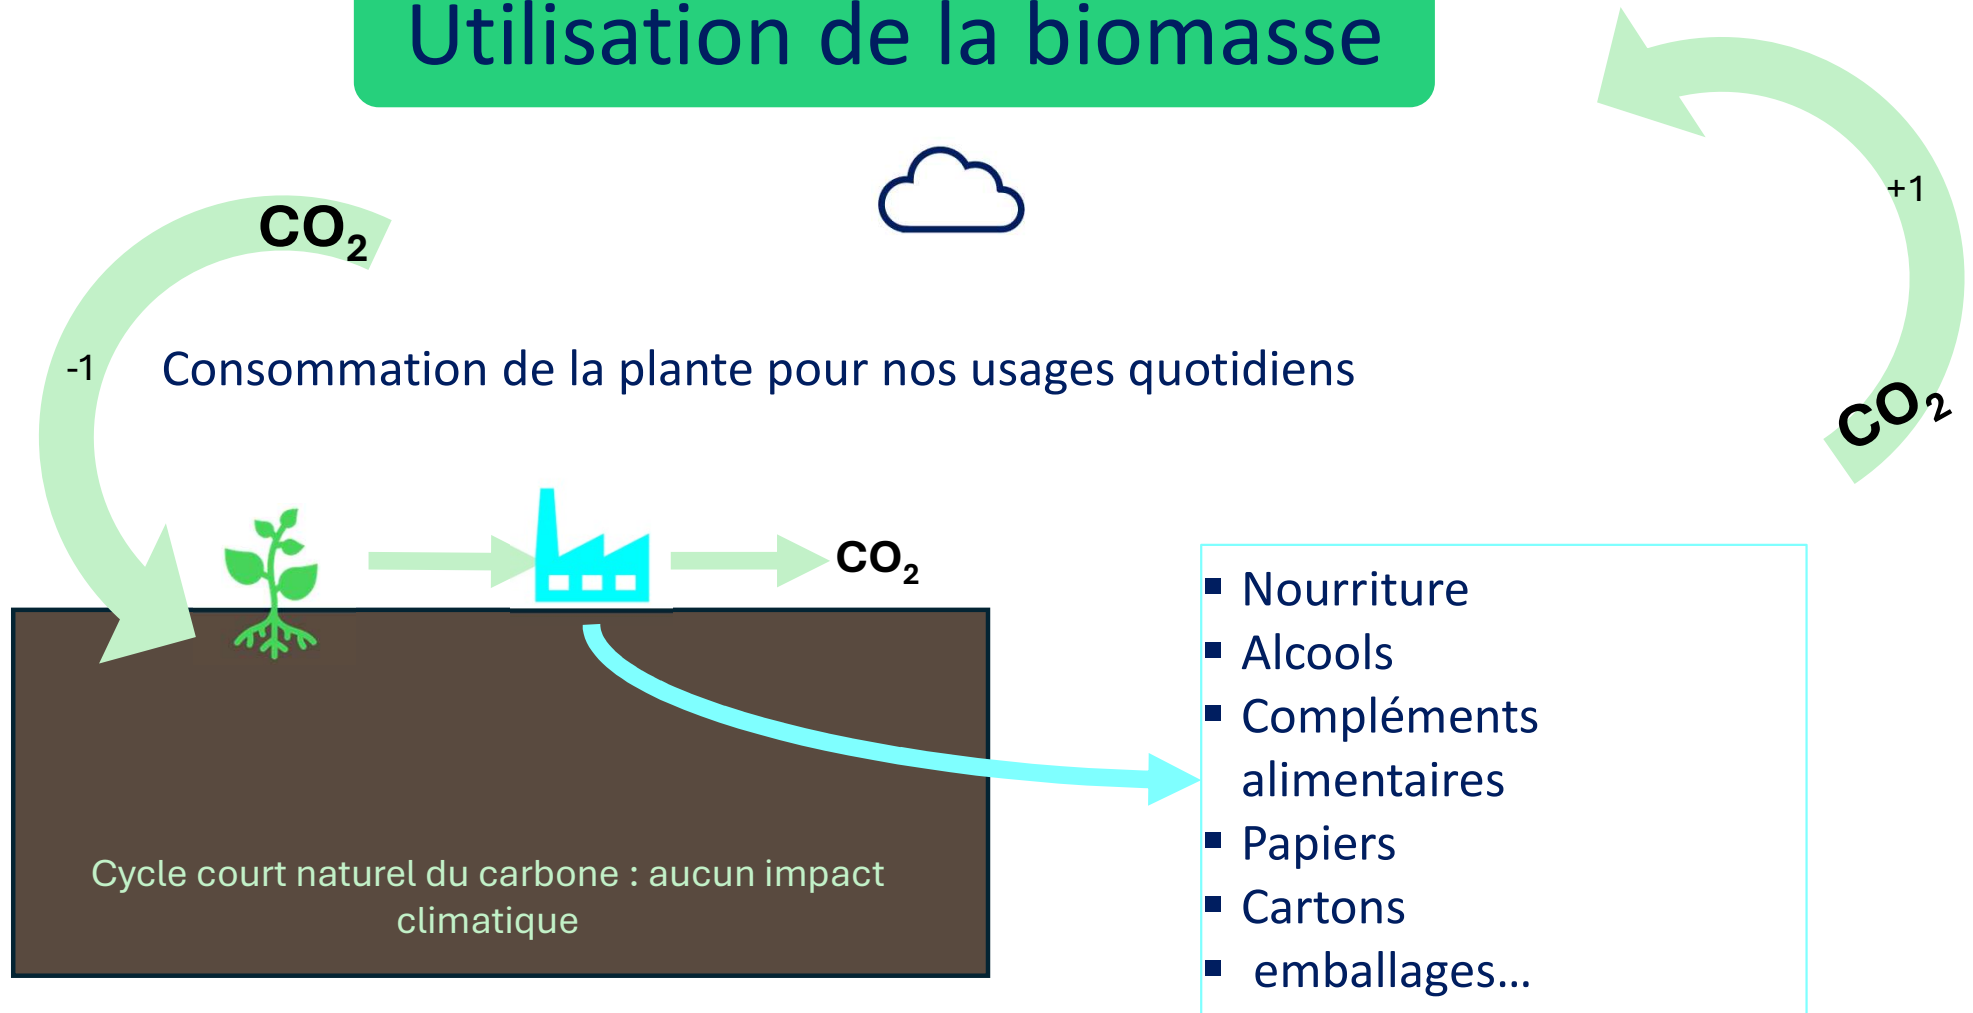 Utilisation de la biomasse
+1
CO₂
-1
Consommation de la plante pour nos usages quotidiens
CO₂
CO₂
▪ Nourriture
▪ Alcools
▪ Compléments
alimentaires
▪ Papiers
▪ Cartons
▪ emballages...
Cycle court naturel du carbone : aucun impact
climatique